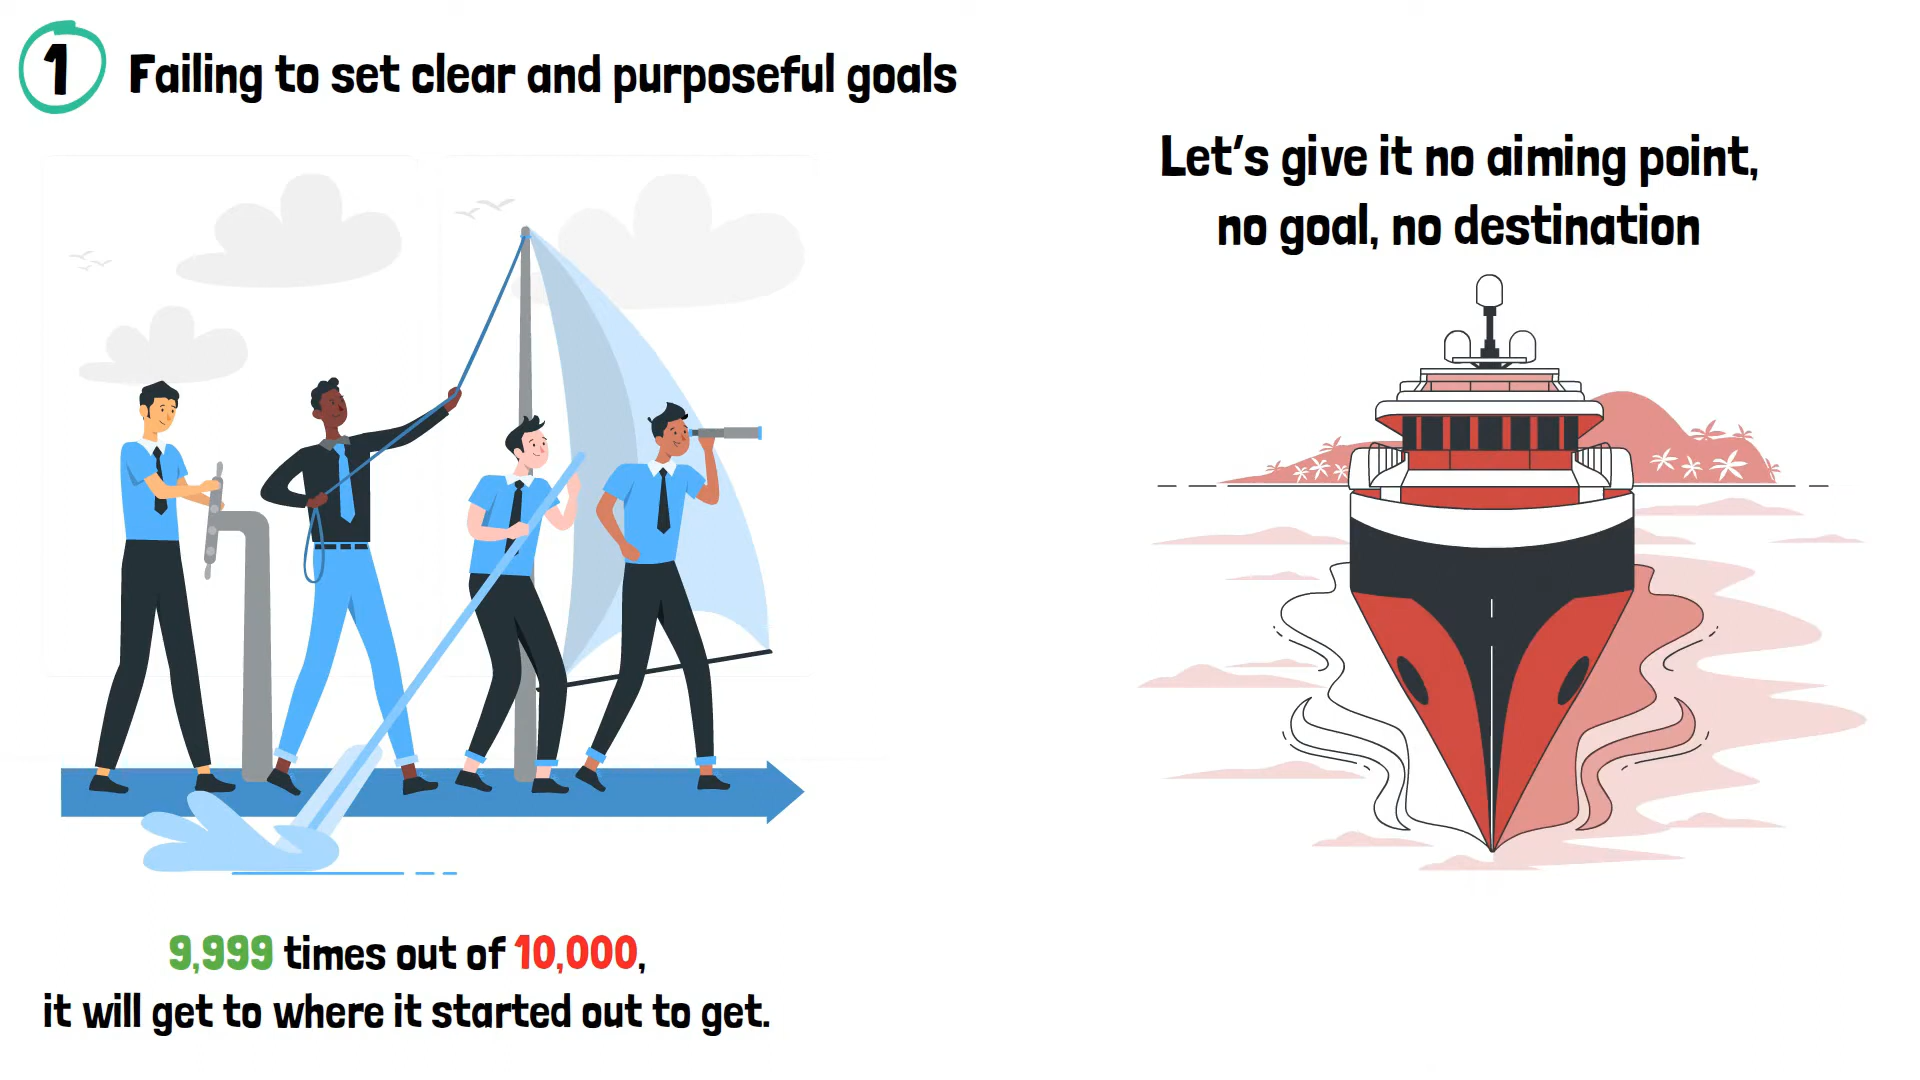 1 Failing to set clear and purposeful goals
Let's give it no aiming point,
no goal, no destination
9,999 times out of 10,000,
it will get to where it started out to get.